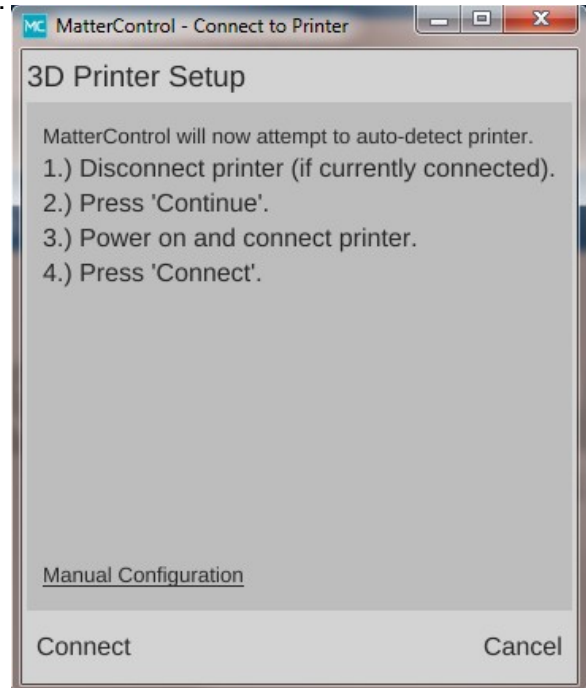 MC MatterControl - Connect to Printer
3D Printer Setup
MatterControl will now attempt to auto-detect printer.
1.) Disconnect printer (if currently connected).
2.) Press 'Continue'.
3.) Power on and connect printer.
4.) Press 'Connect'.
Manual Configuration
Connect Cancel